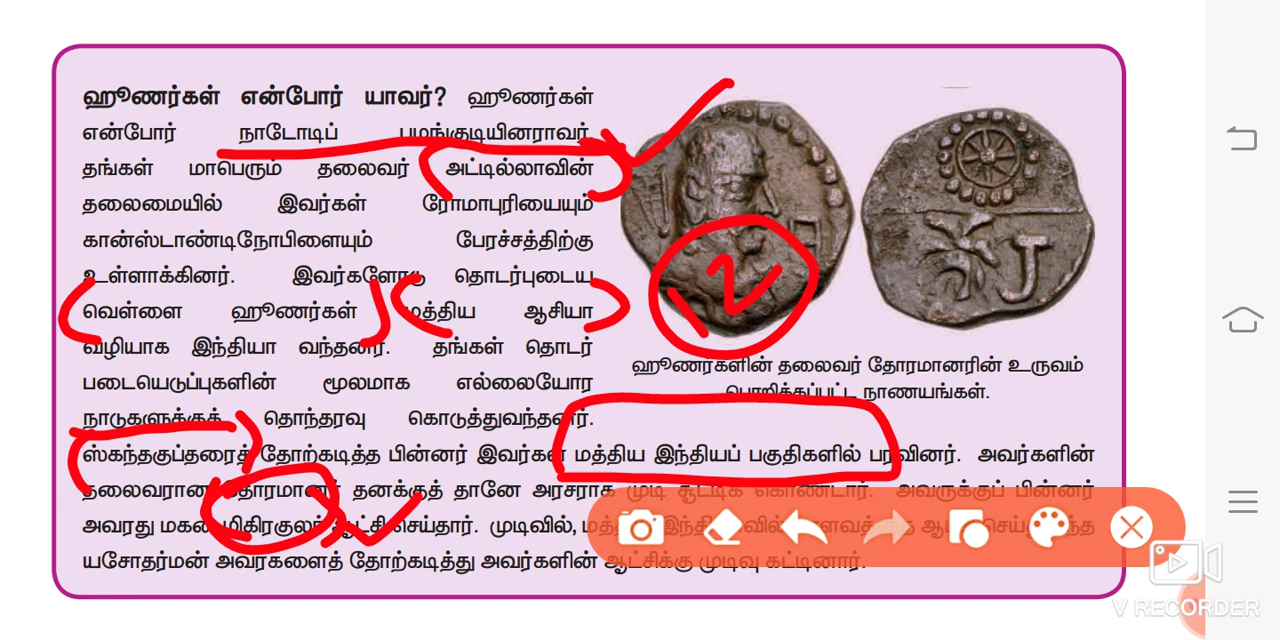 ஹூணர்கள் என்போர் யாவர்? ஹூணர்கள்
என்போர் நாடோடிப் பழங்குடியினராவர்.
தங்கள் மாபெரும் தலைவர் அட்டில்லாவின்
தலைமையில் இவர்கள் ரோமாபுரியையும்
கான்ஸ்டாண்டிநோபிளையும் பேரச்சத்திற்கு
உள்ளாக்கினர். இவர்களோடு தொடர்புடைய
வெள்ளை ஹூணர்கள் மத்திய ஆசியா
வழியாக இந்தியா வந்தனர். தங்கள் தொடர்
படையெடுப்புகளின் மூலமாக எல்லையோர
நாடுகளுக்குத் தொந்தரவு கொடுத்துவந்தனர்.
ஸ்கந்தகுப்தரைத் தோற்கடித்த பின்னர் இவர்கள் மத்திய இந்தியப் பகுதிகளில் பரவினர். அவர்களின்
தலைவரான தோரமானர் தனக்குத் தானே அரசராக முடி சூட்டிக் கொண்டார். அவருக்குப் பின்னர்
அவரது மகன் மிகிரகுலர் ஆட்சி செய்தார். முடிவில்,
யசோதர்மன் அவர்களைத் தோற்கடித்து அவர்களின் ஆட்சிக்கு முடிவு கட்டினார்.
ஹூணர்களின் தலைவர் தோரமானரின் உருவம்
பொறிக்கப்பட்ட நாணயங்கள்.
V RECORDER